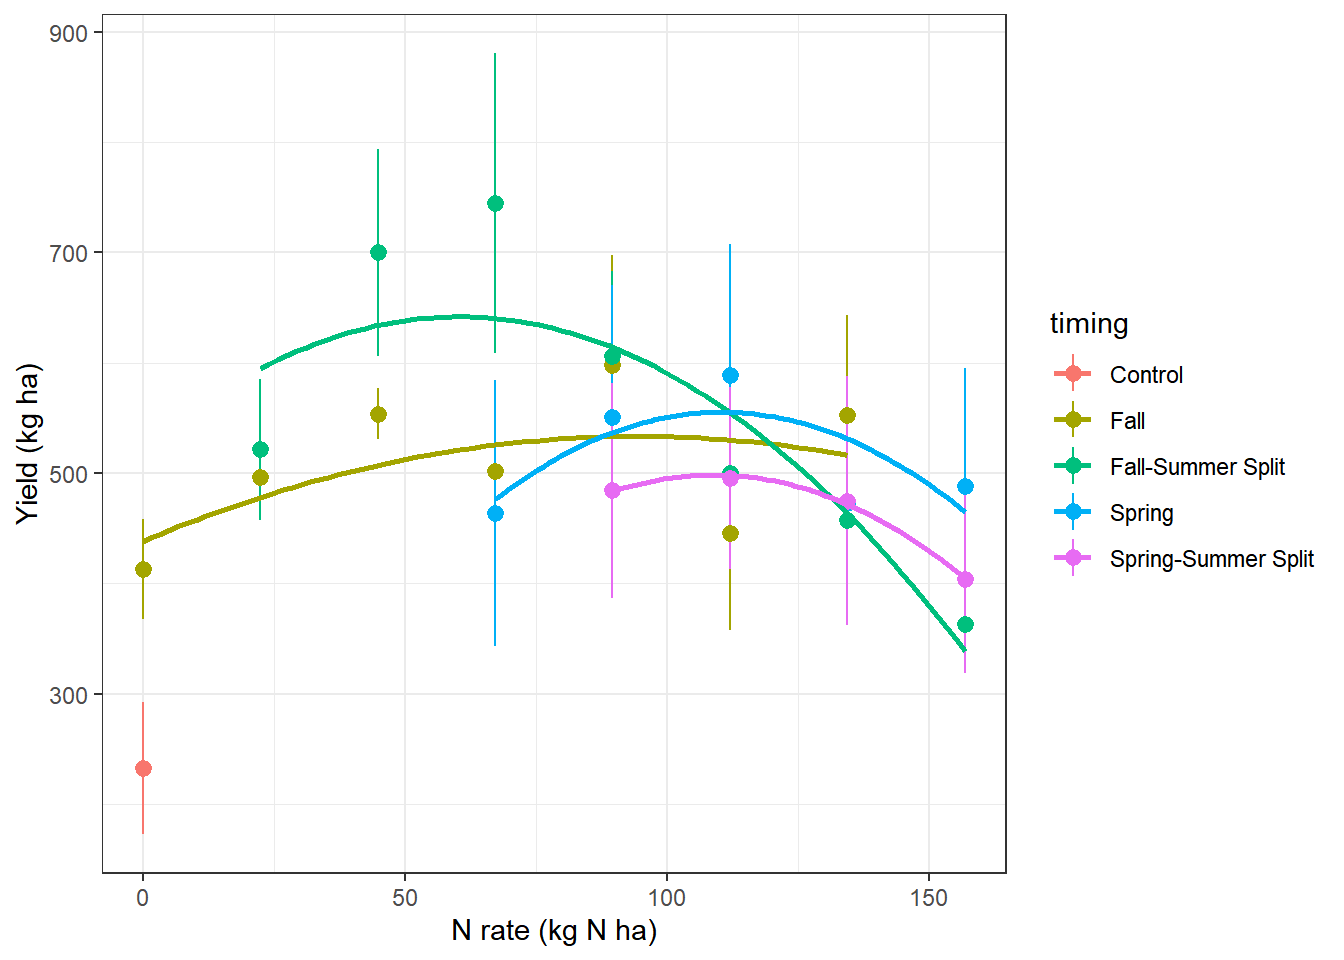 900
700
500
300
Yield (kg ha)
0
50
100
150
N rate (kg N ha)
timing
Control
Fall
Fall-Summer Split
Spring
Spring-Summer Split